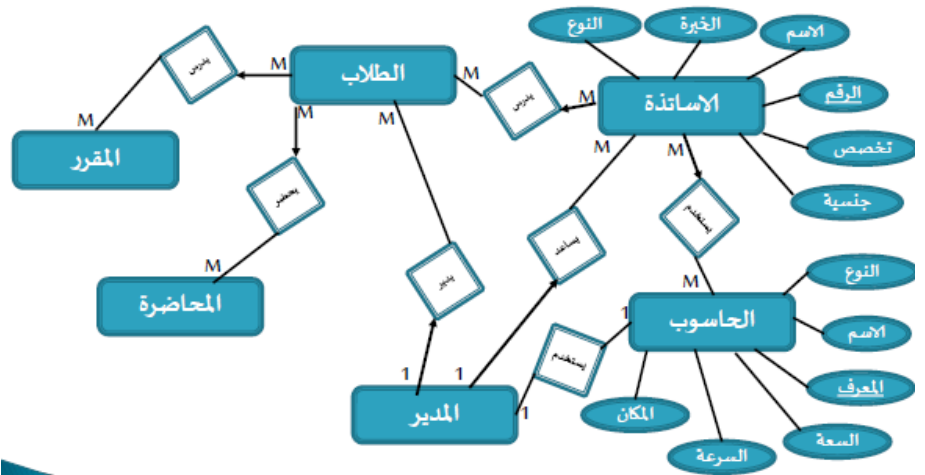 النوع
الخبرة
الاسم
الطلاب
الاساتذة
الرقم
تخصص
جنسية
يدرس
M
M
يدرس
M
M
المقرر
M
يحضر
M
المحاضرة
M
يدير
1
M
يساعد
1
M
يستخدم
M
الحاسوب
النوع
الاسم
المعرف
السعة
السرعة
المكان
1
يستخدم
1
المدير